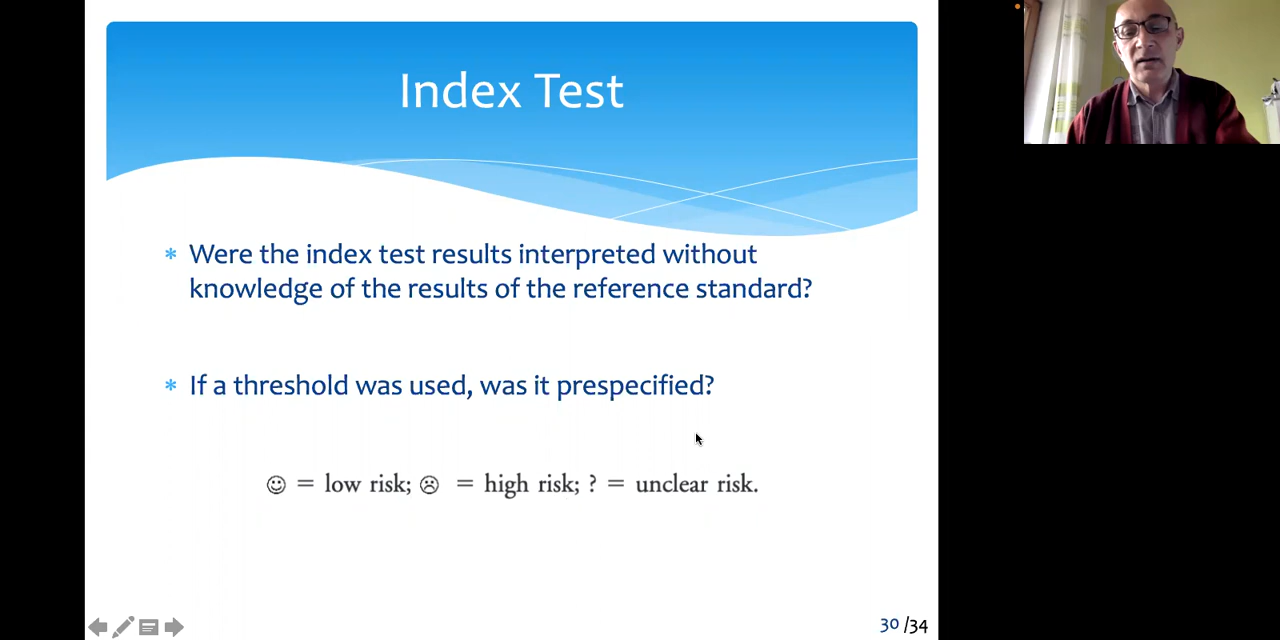 Index Test
* Were the index test results interpreted without
knowledge of the results of the reference standard?
* If a threshold was used, was it prespecified?
☺ = low risk; ☹ = high risk; ? = unclear risk.
30 /34